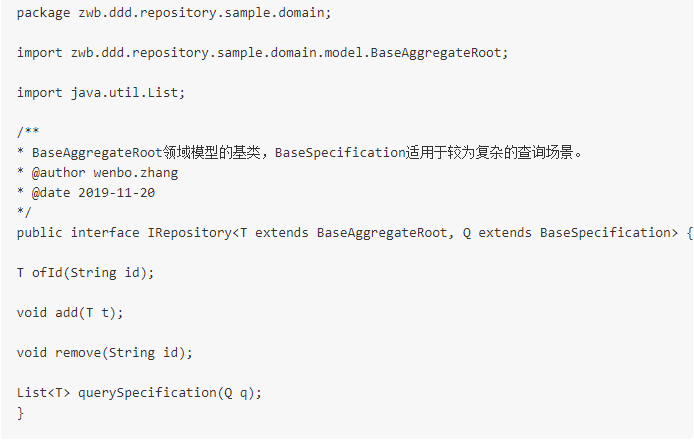 package zwb.ddd.repository.sample.domain;
import zwb.ddd.repository.sample.domain.model.BaseAggregateRoot;
import java.util.List;
/**
* BaseAggregateRoot领域模型的基类，BaseSpecification适用于较为复杂的查询场景。
* @author wenbo.zhang
* @date 2019-11-20
*/
public interface IRepository<T extends BaseAggregateRoot, Q extends BaseSpecification> {
T ofId(String id);
void add(T t);
void remove(String id);
List<T> querySpecification(Q q);
}